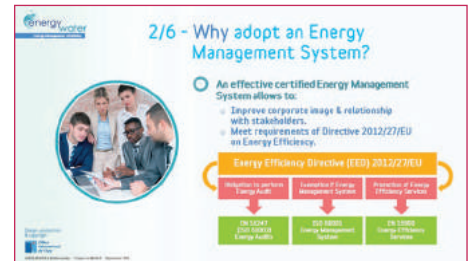 energy
water
2/6 - Why adopt an Energy
Management System?
An effective certified Energy Management
System allows to:
Improve corporate image & relationship
with stakeholders.
Meet requirements of Directive 2012/27/EU
on Energy Efficiency.
Energy Efficiency Directive (EED) 2012/27/EU
Obligation to perform
Energy Audit
Exemption if Energy
Management System
Promotion of Energy
Efficiency Services
EN 16247
ISO 50002
Energy Audits
ISO 50001
Energy Management
System
EN 15900
Energy Efficiency
Services